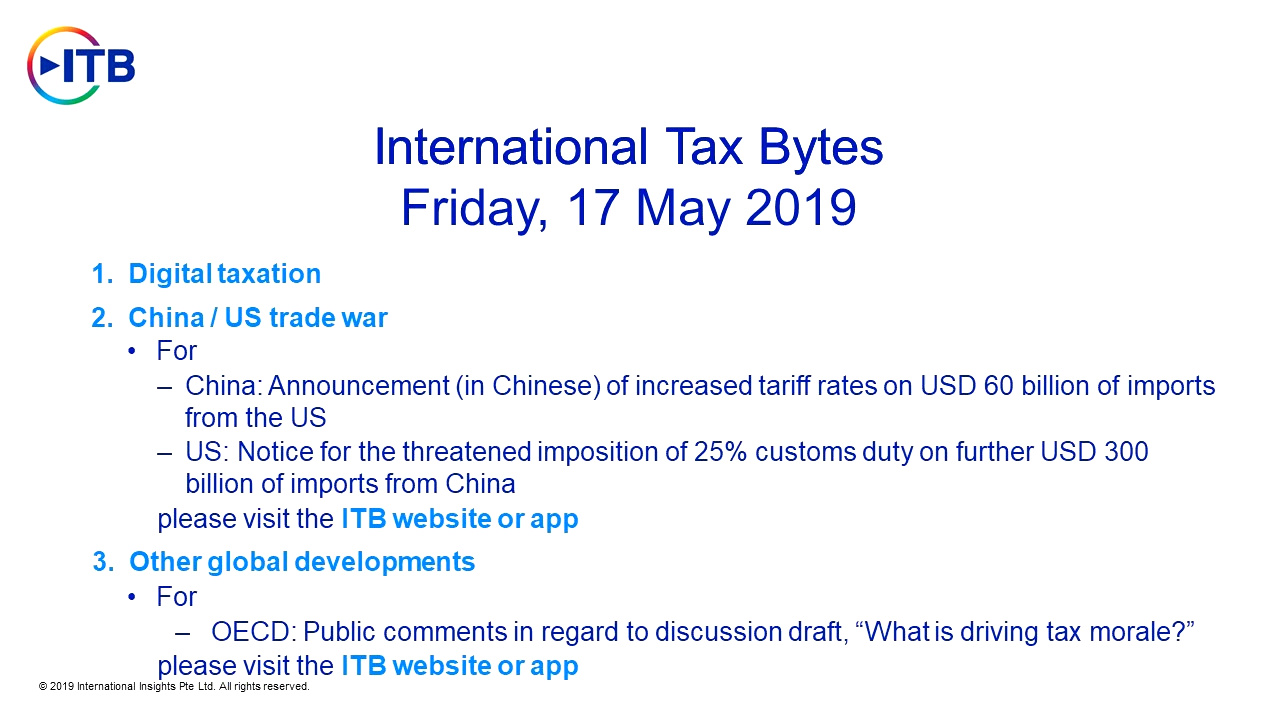 ITB
International Tax Bytes
Friday, 17 May 2019
1. Digital taxation
2. China / US trade war
• For
– China: Announcement (in Chinese) of increased tariff rates on USD 60 billion of imports
from the US
– US: Notice for the threatened imposition of 25% customs duty on further USD 300
billion of imports from China
please visit the ITB website or app
3. Other global developments
• For
– OECD: Public comments in regard to discussion draft, “What is driving tax morale?”
please visit the ITB website or app
© 2019 International Insights Pte Ltd. All rights reserved.